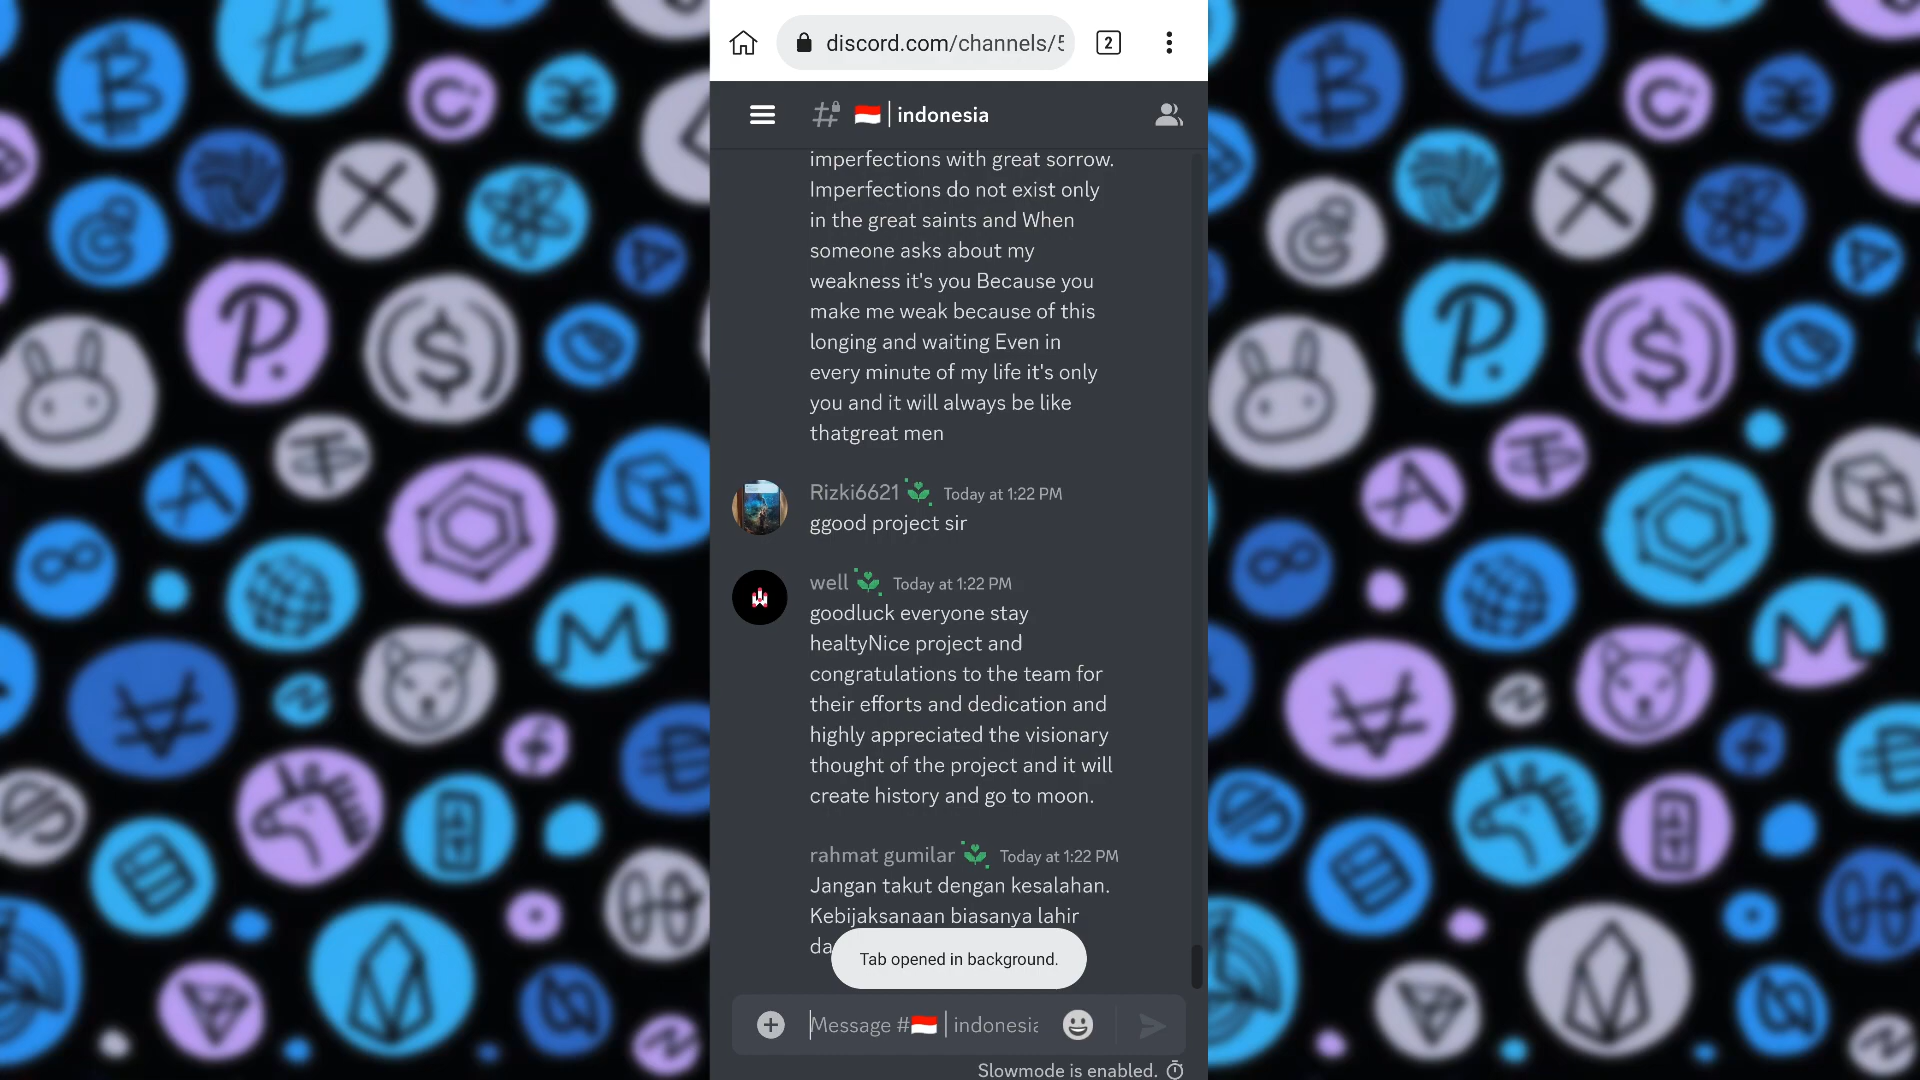 discord.com/channels/5
2
indonesia
imperfections with great sorrow.
Imperfections do not exist only
in the great saints and When
someone asks about my
weakness it's you Because you
make me weak because of this
longing and waiting Even in
every minute of my life it's only
you and it will always be like
thatgreat men
Rizki6621 Today at 1:22 PM
ggood project sir
well Today at 1:22 PM
goodluck everyone stay
healtyNice project and
congratulations to the team for
their efforts and dedication and
highly appreciated the visionary
thought of the project and it will
create history and go to moon.
rahmat gumilar Today at 1:22 PM
Jangan takut dengan kesalahan.
Kebijaksanaan biasanya lahir
da
Tab opened in background.
Message # | indonesia
Slowmode is enabled.